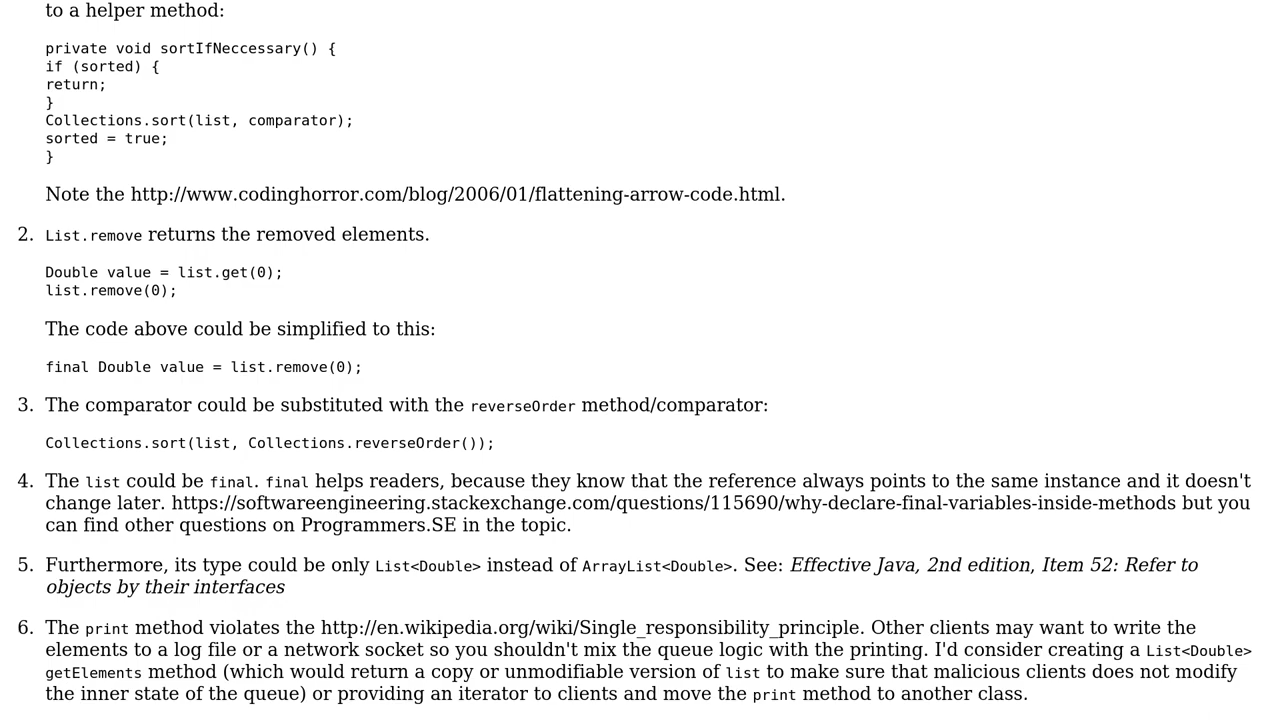 to a helper method:
private void sortIfNeccessary() {
if (sorted) {
return;
}
Collections.sort(list, comparator);
sorted = true;
}
Note the http://www.codinghorror.com/blog/2006/01/flattening-arrow-code.html.
2. List.remove returns the removed elements.
Double value = list.get(0);
list.remove(0);
The code above could be simplified to this:
final Double value = list.remove(0);
3. The comparator could be substituted with the reverseOrder method/comparator:
Collections.sort(list, Collections.reverseOrder());
4. The list could be final. final helps readers, because they know that the reference always points to the same instance and it doesn't
change later. https://softwareengineering.stackexchange.com/questions/115690/why-declare-final-variables-inside-methods but you
can find other questions on Programmers.SE in the topic.
5. Furthermore, its type could be only List<Double> instead of ArrayList<Double>. See: Effective Java, 2nd edition, Item 52: Refer to
objects by their interfaces
6. The print method violates the http://en.wikipedia.org/wiki/Single_responsibility_principle. Other clients may want to write the
elements to a log file or a network socket so you shouldn't mix the queue logic with the printing. I'd consider creating a List<Double>
getElements method (which would return a copy or unmodifiable version of list to make sure that malicious clients does not modify
the inner state of the queue) or providing an iterator to clients and move the print method to another class.